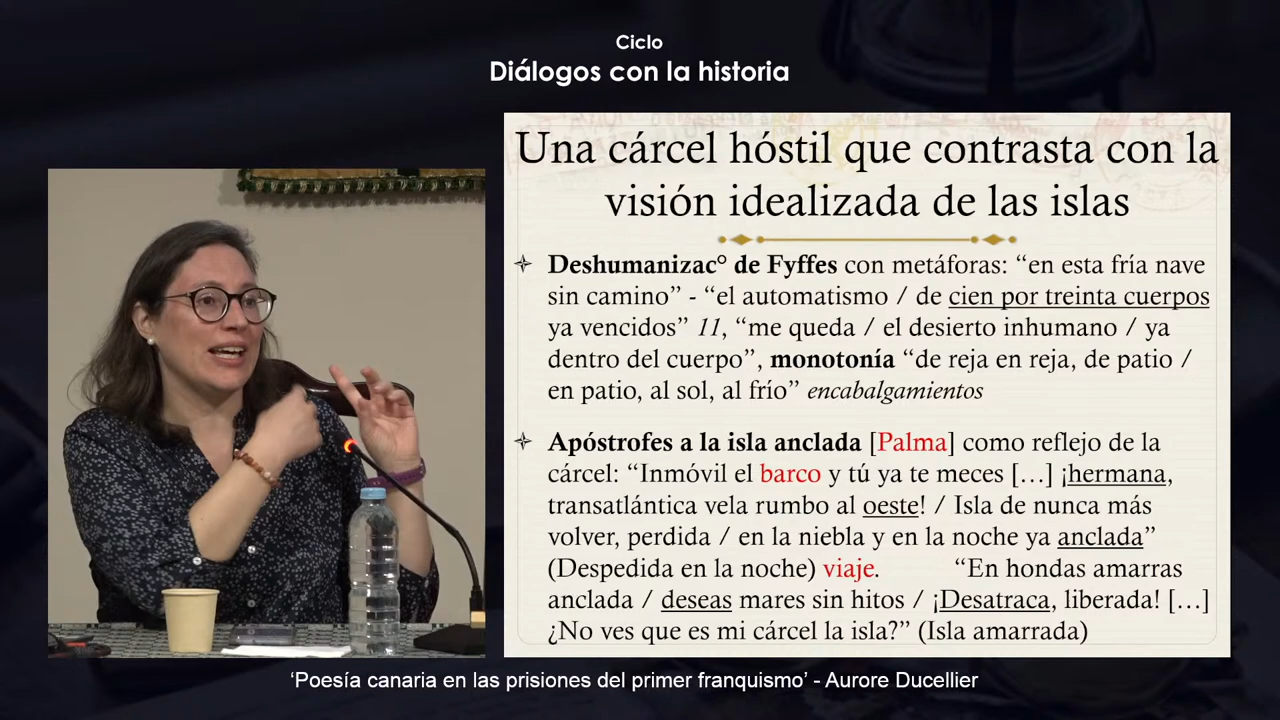 Ciclo
Diálogos con la historia
Una cárcel hóstil que contrasta con la
visión idealizada de las islas
Deshumanizac° de Fyffes con metáforas: “en esta fría nave
sin camino” - “el automatismo / de cien por treinta cuerpos
ya vencidos” 11, “me queda / el desierto inhumano / ya
dentro del cuerpo”, monotonía “de reja en reja, de patio /
en patio, al sol, al frío” encabalgamientos
Apóstrofes a la isla anclada [Palma] como reflejo de la
cárcel: “Inmóvil el barco y tú ya te meces […] ¡hermana,
transatlántica vela rumbo al oeste! / Isla de nunca más
volver, perdida / en la niebla y en la noche ya anclada”
(Despedida en la noche) viaje. “En hondas amarras
anclada / deseas mares sin hitos / ¡Desatraca, liberada! […]
¿No ves que es mi cárcel la isla?” (Isla amarrada)
‘Poesía canaria en las prisiones del primer franquismo’ - Aurore Ducellier